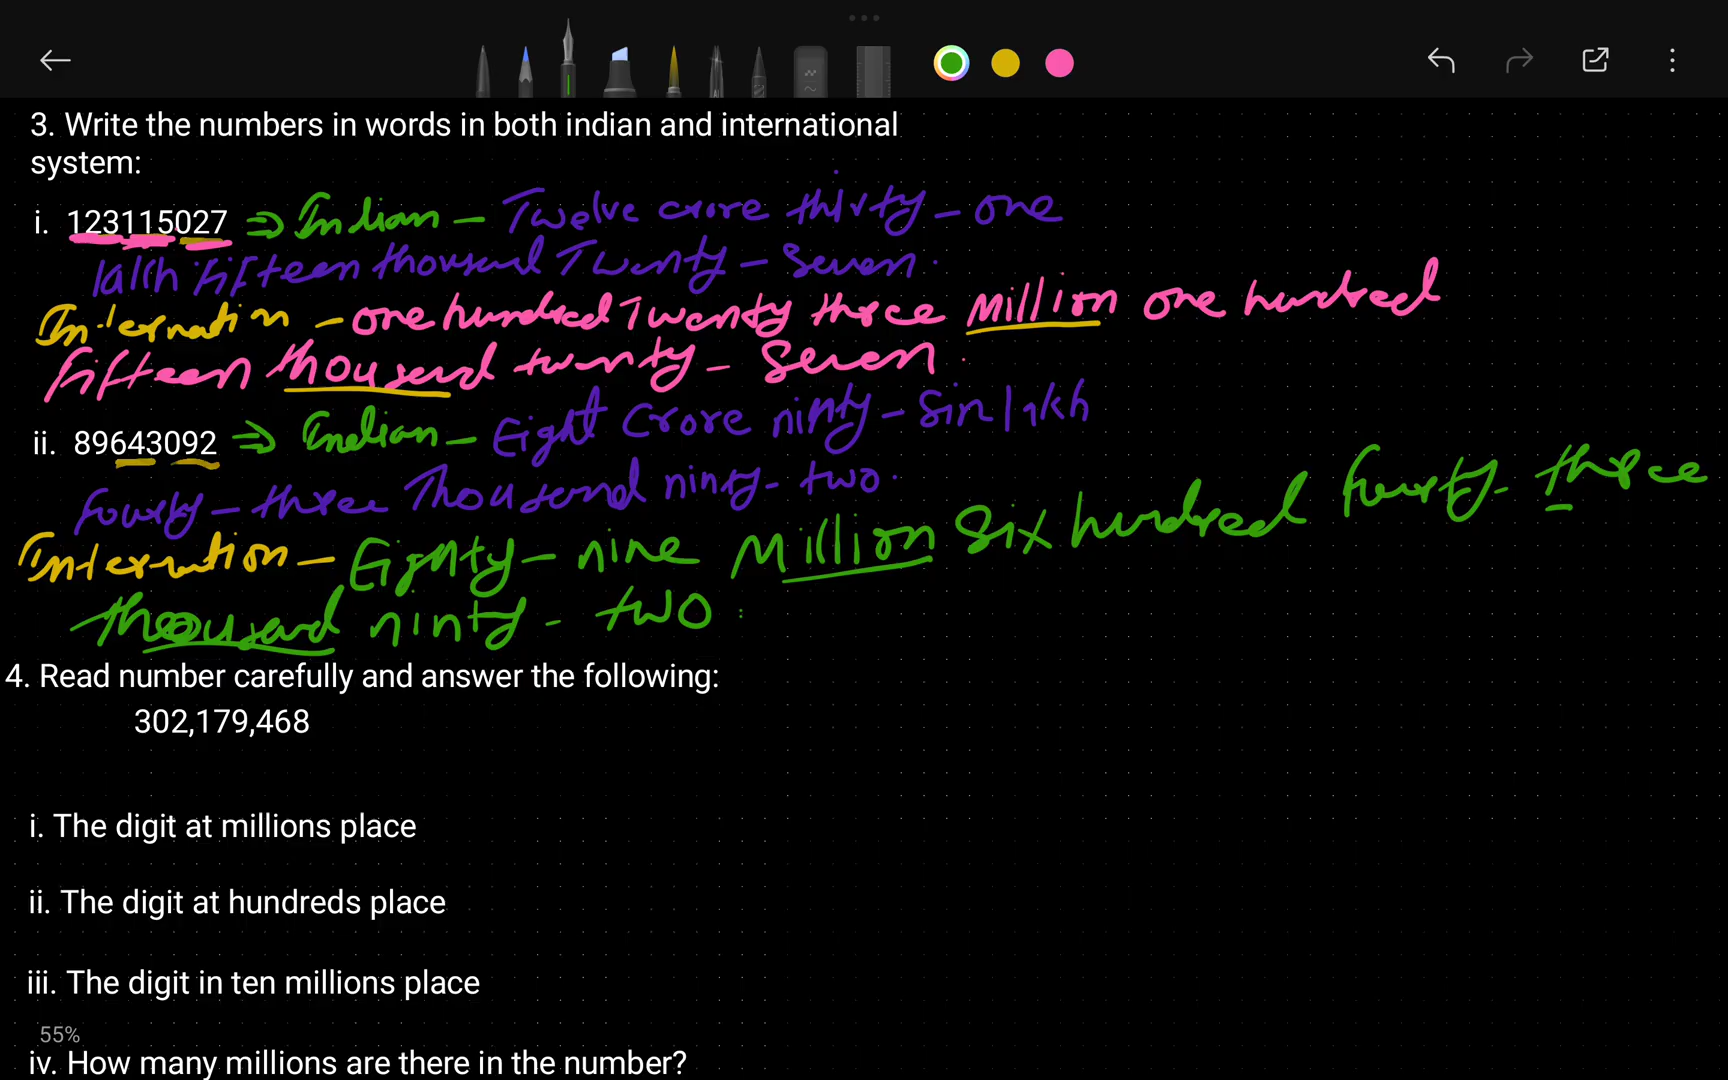 3. Write the numbers in words in both indian and international
system:
i. 123115027 ⇒ Indian - Twelve crore thirty-one
lakh fifteen thousand Twenty-Seven.
Internation - one hundred Twenty three Million one hundred
fifteen thousand twenty-Seven.
ii. 89643092 ⇒ Indian - Eight Crore ninty-Six lakh
fourty-three Thousand ninty-two.
Internation - Eighty-nine Million Six hundred fourty-three
thousand ninty-two.
4. Read number carefully and answer the following:
302,179,468
i. The digit at millions place
ii. The digit at hundreds place
iii. The digit in ten millions place
55%
iv. How many millions are there in the number?